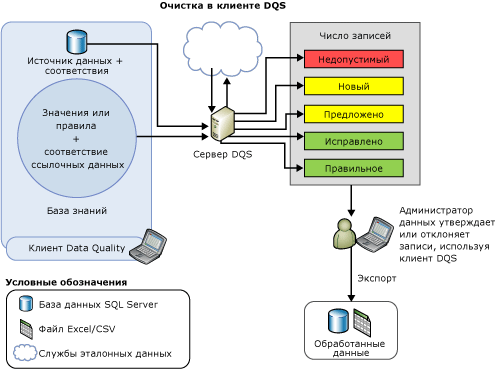 Очистка в клиенте DQS
Источник данных +
соответствия
Значения или
правила
+
соответствие
ссылочных данных
База знаний
Клиент Data Quality
Сервер DQS
Число записей
Недопустимый
Новый
Предложено
Исправлено
Правильное
Администратор
данных утверждает
или отклоняет
записи, используя
клиент DQS
Экспорт
Обработанные
данные
Условные обозначения
База данных SQL Server
Файл Excel/CSV
Службы эталонных данных